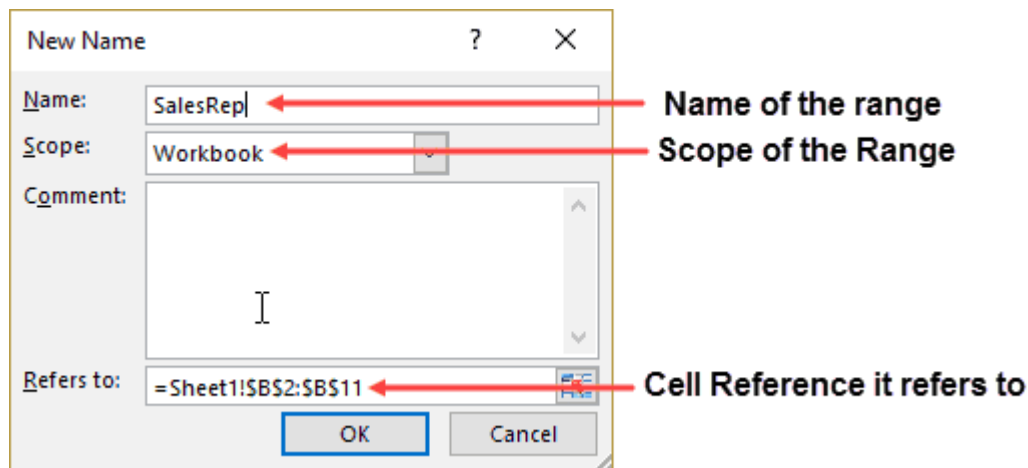 New Name ?
Name: SalesRep Name of the range
Scope: Workbook Scope of the Range
Comment:
Refers to: =Sheet1!$B$2:$B$11 Cell Reference it refers to
OK Cancel